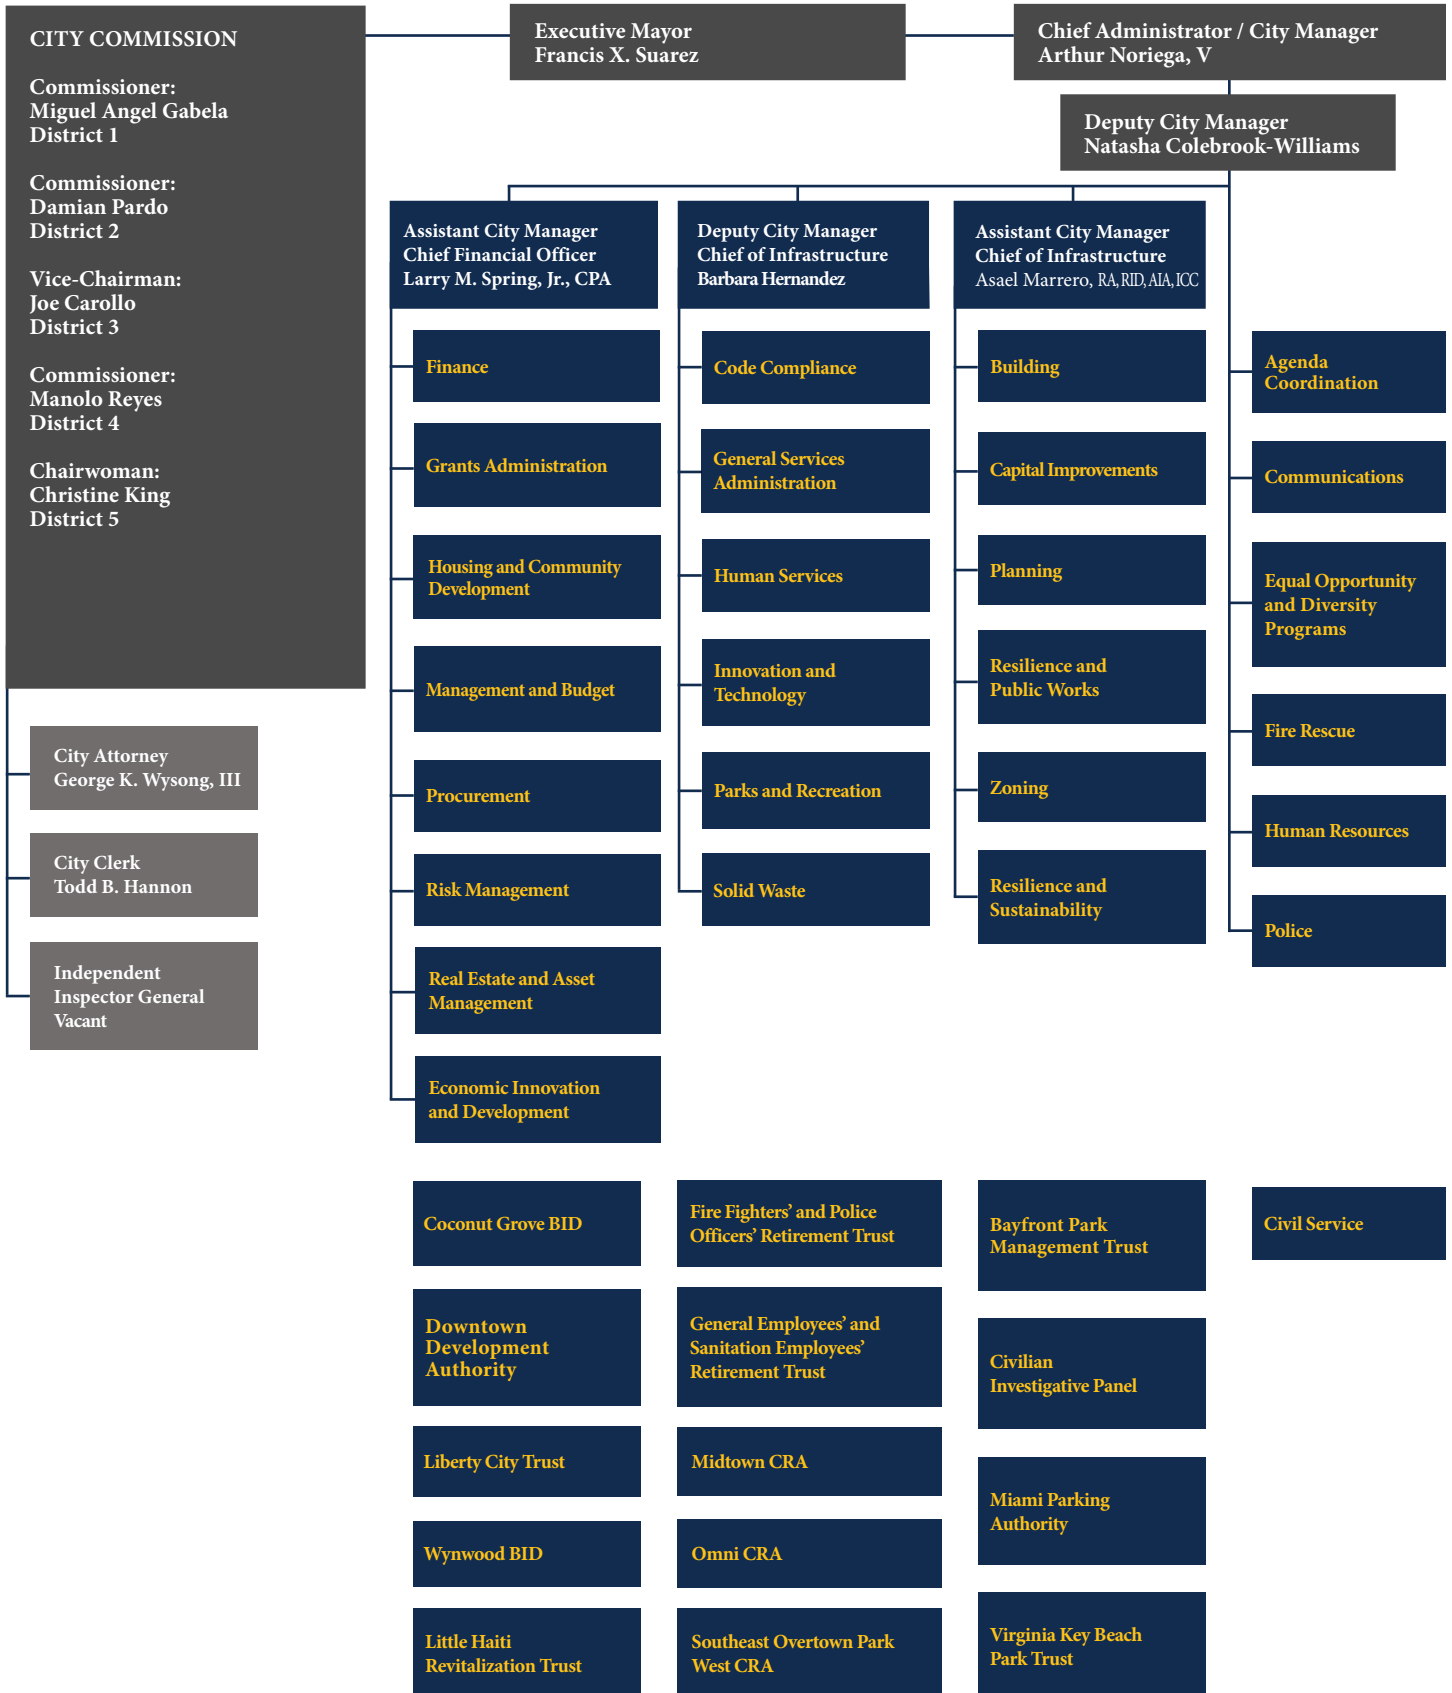 CITY COMMISSION
Commissioner:
Miguel Angel Gabela
District 1
Commissioner:
Damian Pardo
District 2
Vice-Chairman:
Joe Carollo
District 3
Commissioner:
Manolo Reyes
District 4
Chairwoman:
Christine King
District 5
Executive Mayor
Francis X. Suarez
Chief Administrator / City Manager
Arthur Noriega, V
Deputy City Manager
Natasha Colebrook-Williams
City Attorney
George K. Wysong, III
City Clerk
Todd B. Hannon
Independent
Inspector General
Vacant
Assistant City Manager
Chief Financial Officer
Larry M. Spring, Jr., CPA
Finance
Grants Administration
Housing and Community
Development
Management and Budget
Procurement
Risk Management
Real Estate and Asset
Management
Economic Innovation
and Development
Deputy City Manager
Chief of Infrastructure
Barbara Hernandez
Code Compliance
General Services
Administration
Human Services
Innovation and
Technology
Parks and Recreation
Solid Waste
Assistant City Manager
Chief of Infrastructure
Asael Marrero, RA, RID, AIA, ICC
Building
Capital Improvements
Planning
Resilience and
Public Works
Zoning
Resilience and
Sustainability
Agenda
Coordination
Communications
Equal Opportunity
and Diversity
Programs
Fire Rescue
Human Resources
Police
Coconut Grove BID
Downtown
Development
Authority
Liberty City Trust
Wynwood BID
Little Haiti
Revitalization Trust
Fire Fighters’ and Police
Officers’ Retirement Trust
General Employees’ and
Sanitation Employees’
Retirement Trust
Midtown CRA
Omni CRA
Southeast Overtown Park
West CRA
Bayfront Park
Management Trust
Civilian
Investigative Panel
Miami Parking
Authority
Virginia Key Beach
Park Trust
Civil Service